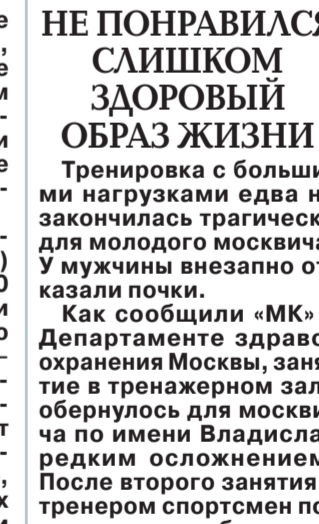 НЕ ПОНРАВИЛСЯ
СЛИШКОМ
ЗДОРОВЫЙ
ОБРАЗ ЖИЗНИ
Тренировка с больши
ми нагрузками едва н
закончилась трагическ
для молодого москвича
У мужчины внезапно от
казали почки.
Как сообщили «МК»
Департаменте здраво
охранения Москвы, заня
тие в тренажерном зал
обернулось для москви
ча по имени Владисла
редким осложнением
После второго занятия
тренером спортсмен по